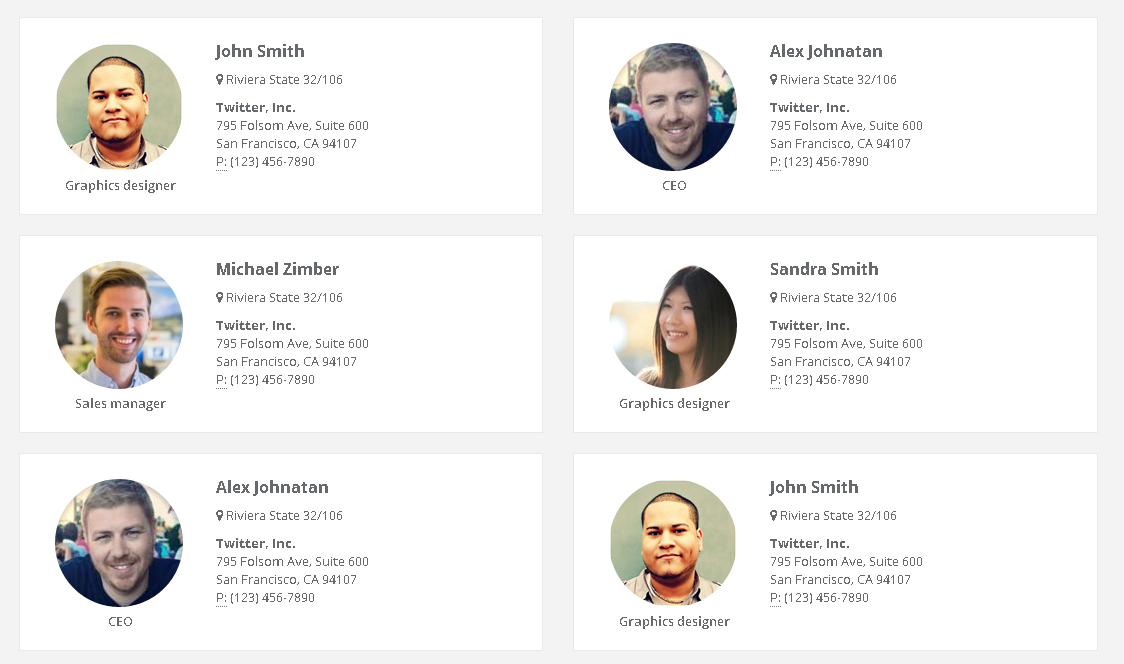 John Smith
Riviera State 32/106
Twitter, Inc.
795 Folsom Ave, Suite 600
San Francisco, CA 94107
P: (123) 456-7890
Graphics designer
Alex Johnatan
Riviera State 32/106
Twitter, Inc.
795 Folsom Ave, Suite 600
San Francisco, CA 94107
P: (123) 456-7890
CEO
Michael Zimber
Riviera State 32/106
Twitter, Inc.
795 Folsom Ave, Suite 600
San Francisco, CA 94107
P: (123) 456-7890
Sales manager
Sandra Smith
Riviera State 32/106
Twitter, Inc.
795 Folsom Ave, Suite 600
San Francisco, CA 94107
P: (123) 456-7890
Graphics designer
Alex Johnatan
Riviera State 32/106
Twitter, Inc.
795 Folsom Ave, Suite 600
San Francisco, CA 94107
P: (123) 456-7890
CEO
John Smith
Riviera State 32/106
Twitter, Inc.
795 Folsom Ave, Suite 600
San Francisco, CA 94107
P: (123) 456-7890
Graphics designer